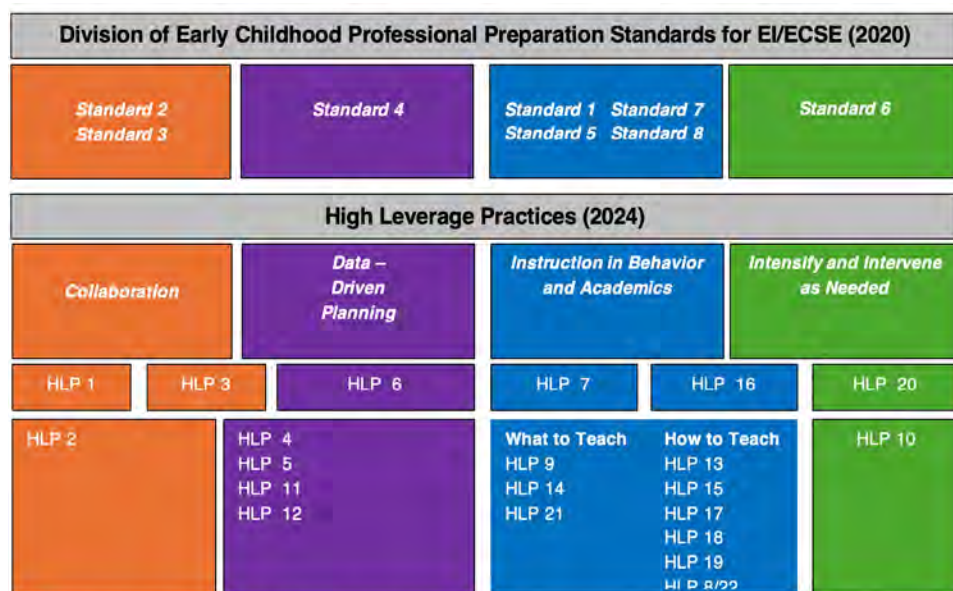 Division of Early Childhood Professional Preparation Standards for EI/ECSE (2020)
Standard 2
Standard 3
Standard 4
Standard 1 Standard 7
Standard 5 Standard 8
Standard 6
High Leverage Practices (2024)
Collaboration
Data –
Driven
Planning
Instruction in Behavior
and Academics
Intensify and Intervene
as Needed
HLP 1
HLP 3
HLP 6
HLP 7
HLP 16
HLP 20
HLP 2
HLP 4
HLP 5
HLP 11
HLP 12
What to Teach
HLP 9
HLP 14
HLP 21
How to Teach
HLP 13
HLP 15
HLP 17
HLP 18
HLP 19
HLP 8/22
HLP 10